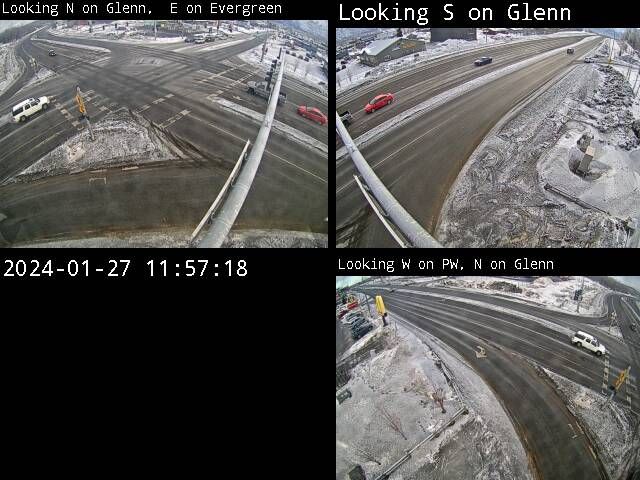 Looking N on Glenn,  E on Evergreen
Looking S on Glenn
2024-01-27 11:57:18
Looking W on PW, N on Glenn